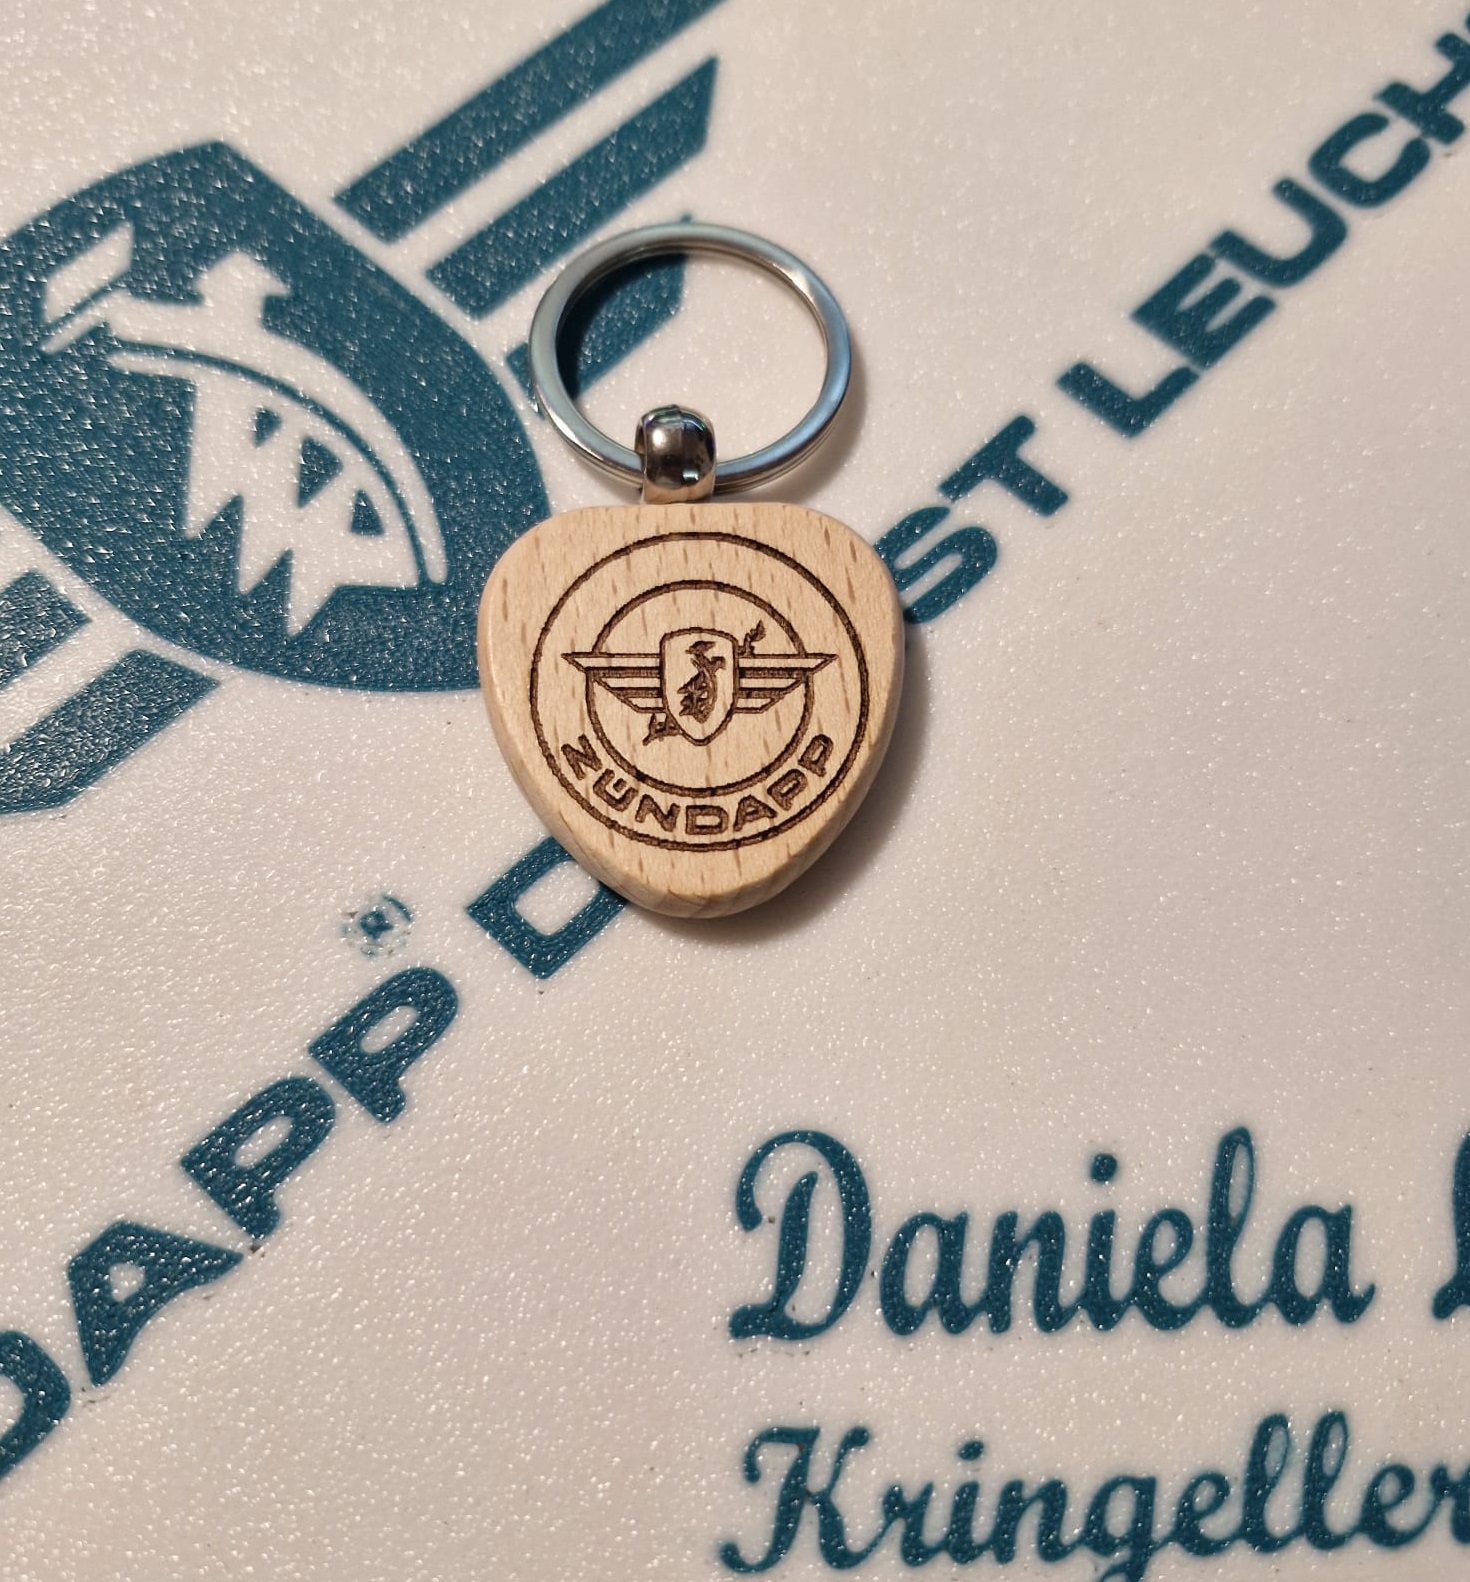 ZÜNDAPP
DAPP ® D ST LEUCH
Daniela
Kringeller